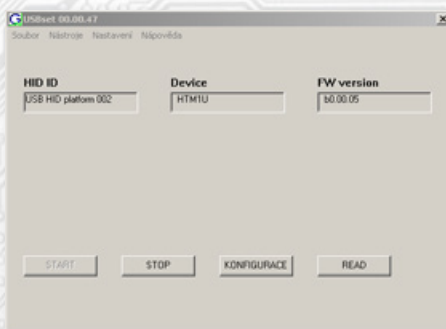 USBset 00.00.47
Soubor Nástroje Nastavení Nápověda
HID ID Device FW version
USB HID platform 002 HTM1U b0.00.05
START STOP KONFIGURACE READ